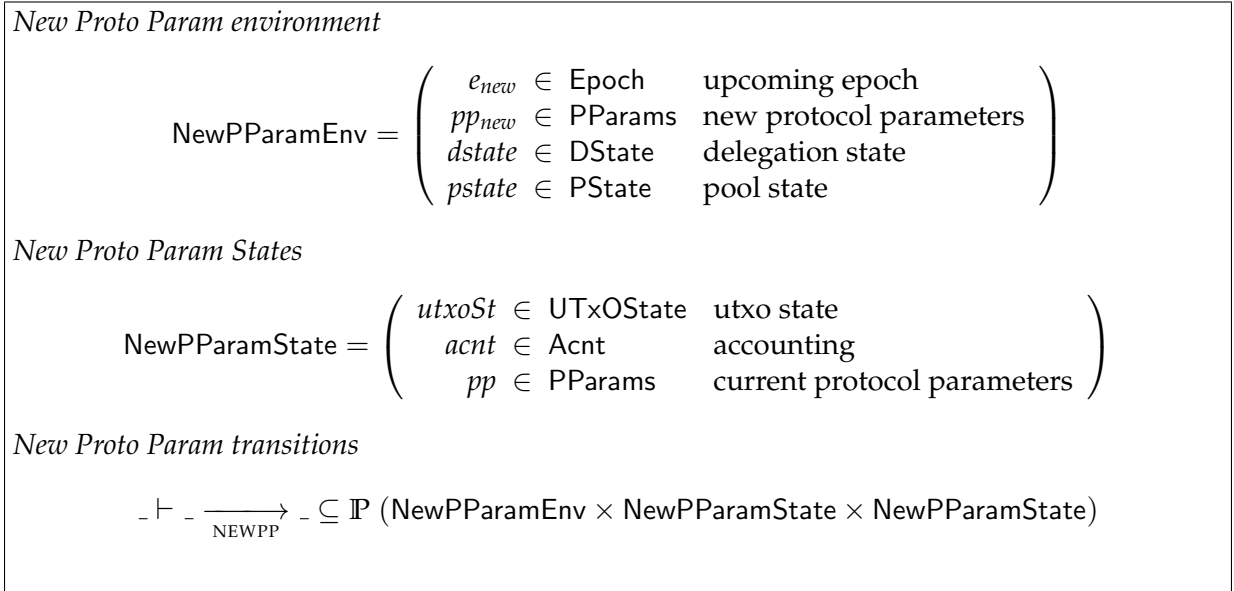 New Proto Param environment
NewPParamEnv = ( e_new ∈ Epoch upcoming epoch
pp_new ∈ PParams new protocol parameters
dstate ∈ DState delegation state
pstate ∈ PState pool state )
New Proto Param States
NewPParamState = ( utxoSt ∈ UTxOState utxo state
acnt ∈ Acnt accounting
pp ∈ PParams current protocol parameters )
New Proto Param transitions
_ ⊢ _ →NEWPP _ ⊆ ℙ (NewPParamEnv × NewPParamState × NewPParamState)